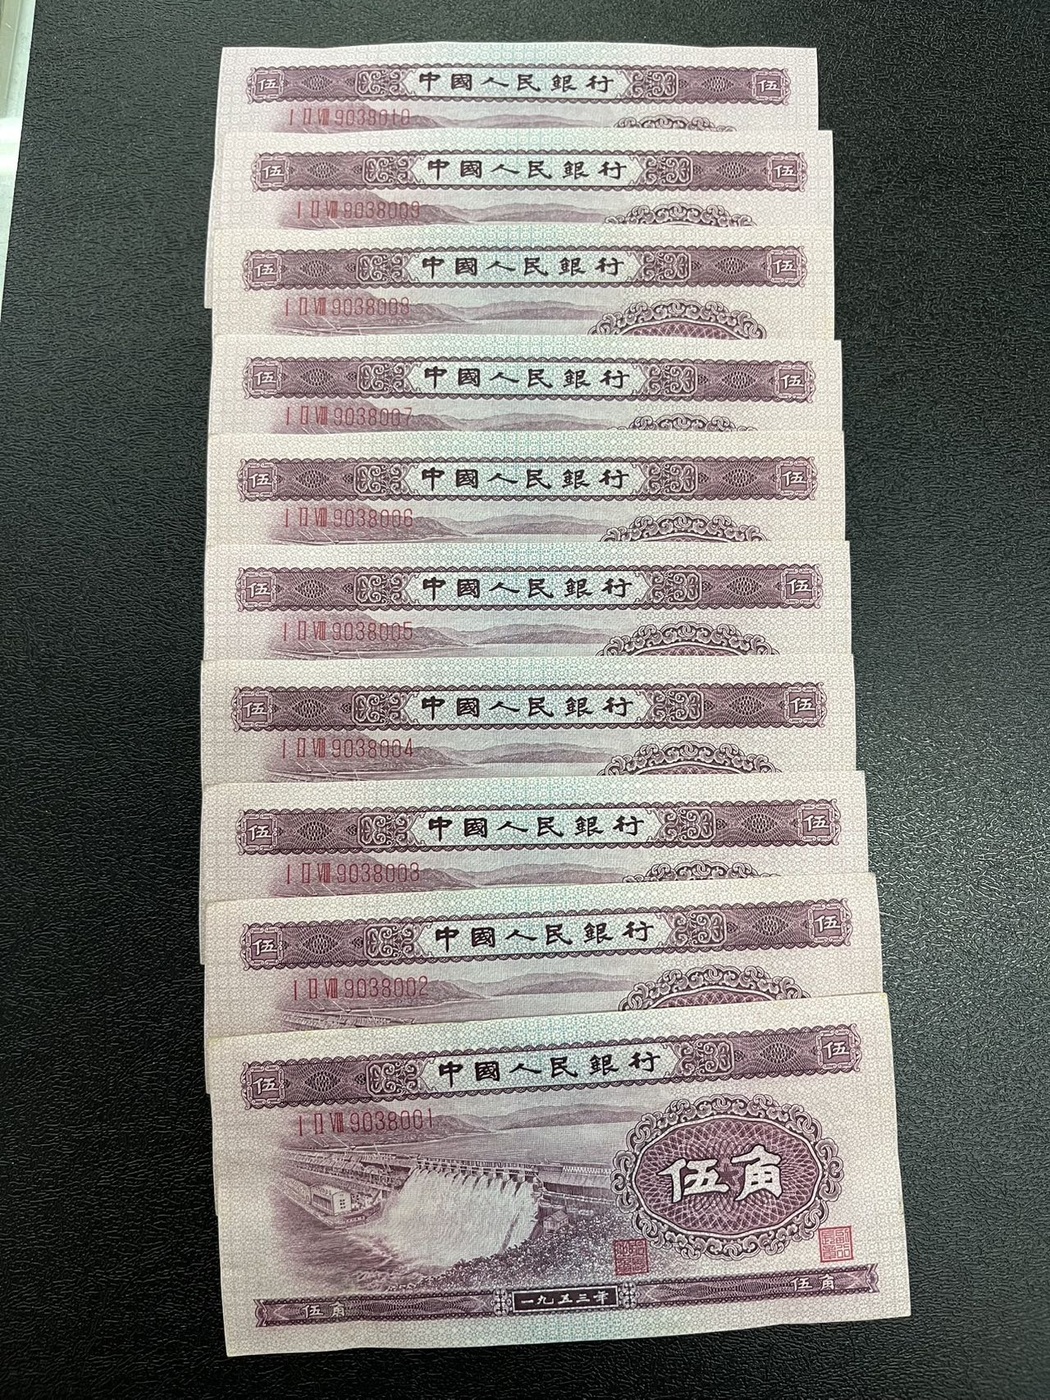 伍 中國人民銀行 伍
I II VIII 9038010
伍 中國人民銀行 伍
I II VIII 9038009
伍 中國人民銀行 伍
I II VIII 9038008
伍 中國人民銀行 伍
I II VIII 9038007
伍 中國人民銀行 伍
I II VIII 9038006
伍 中國人民銀行 伍
I II VIII 9038005
伍 中國人民銀行 伍
I II VIII 9038004
伍 中國人民銀行 伍
I II VIII 9038003
伍 中國人民銀行 伍
I II VIII 9038002
伍 中國人民銀行 伍
I II VIII 9038001
伍角
伍角 伍角
一九五三年